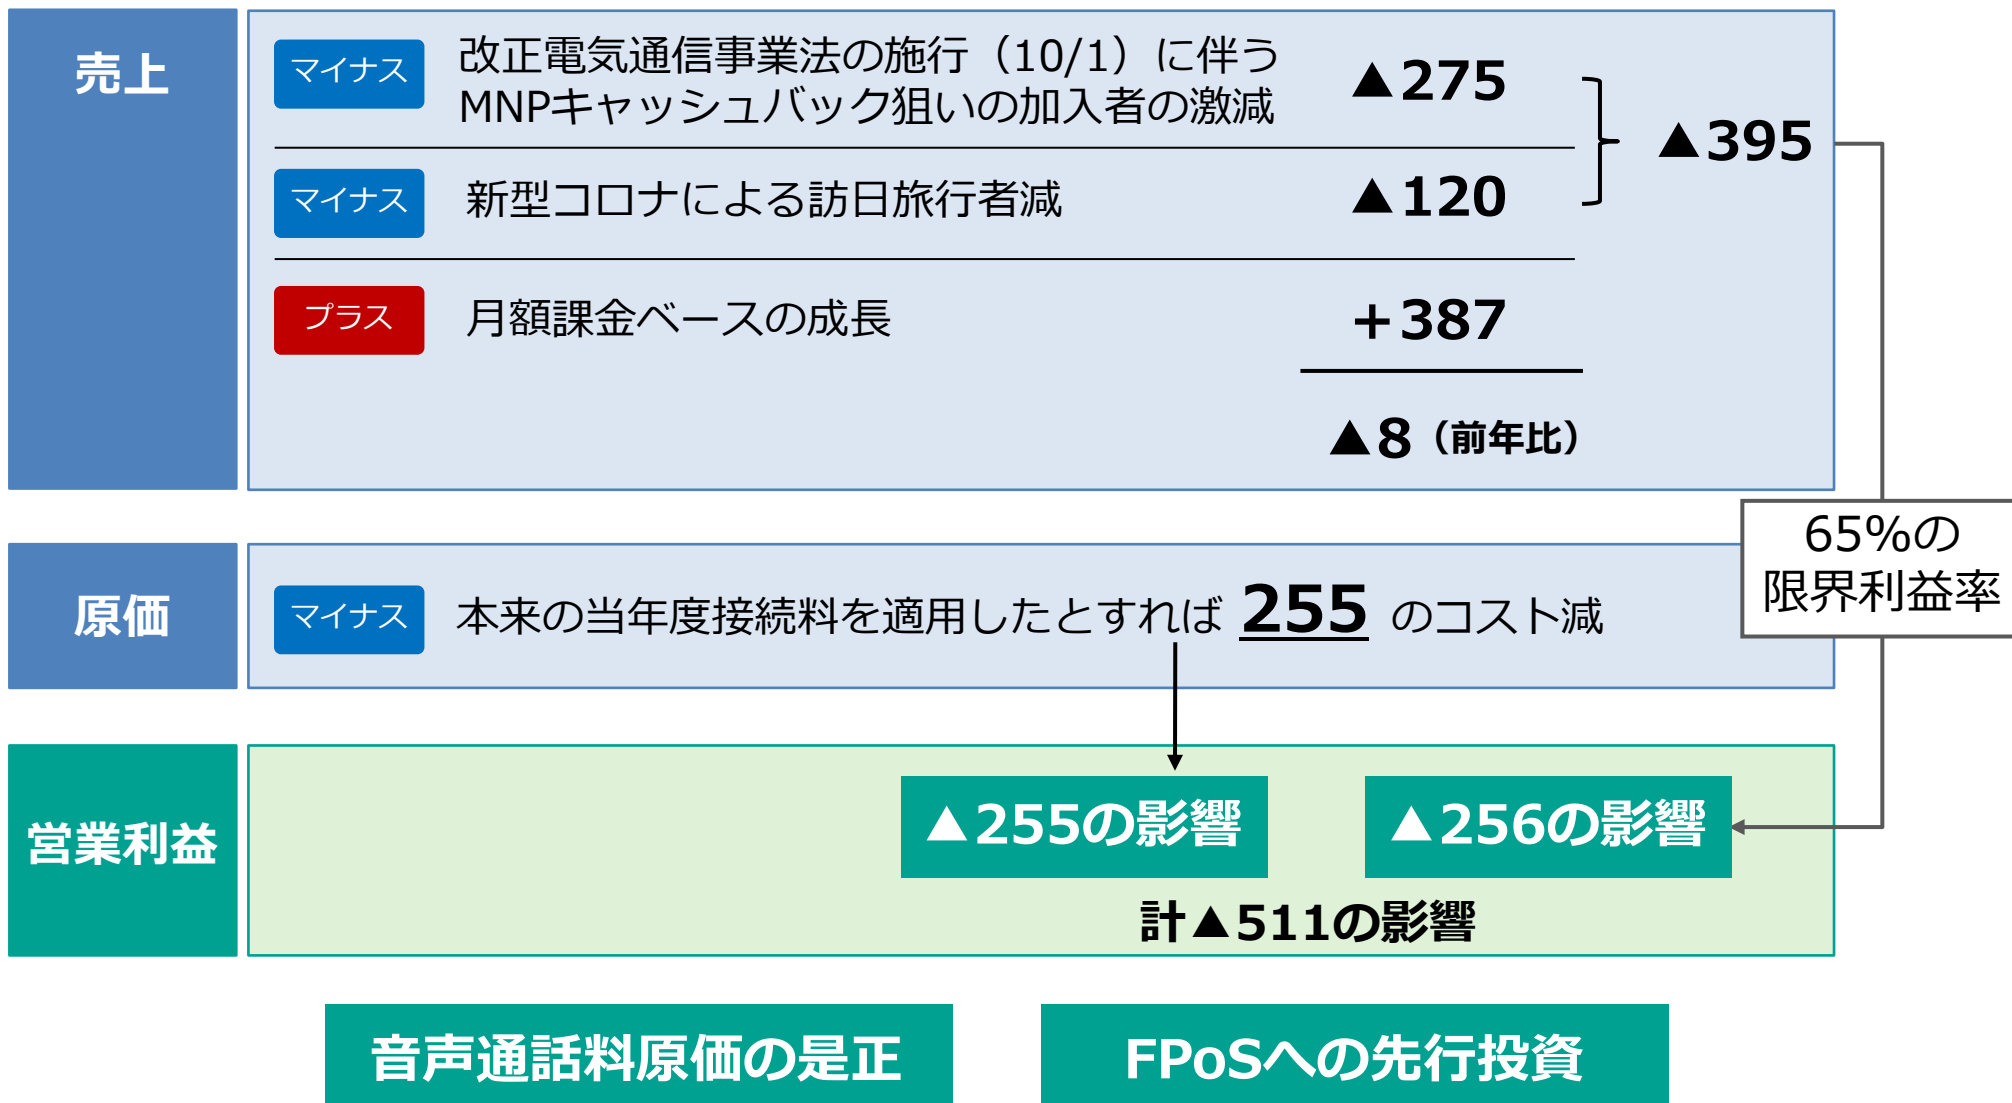 売上
マイナス
改正電気通信事業法の施行（10/1）に伴う
MNPキャッシュバック狙いの加入者の激減
▲275
▲395
マイナス
新型コロナによる訪日旅行者減
▲120
プラス
月額課金ベースの成長
＋387
▲8（前年比）
65%の
限界利益率
原価
マイナス
本来の当年度接続料を適用したとすれば 255 のコスト減
営業利益
▲255の影響
▲256の影響
計▲511の影響
音声通話料原価の是正
FPoSへの先行投資